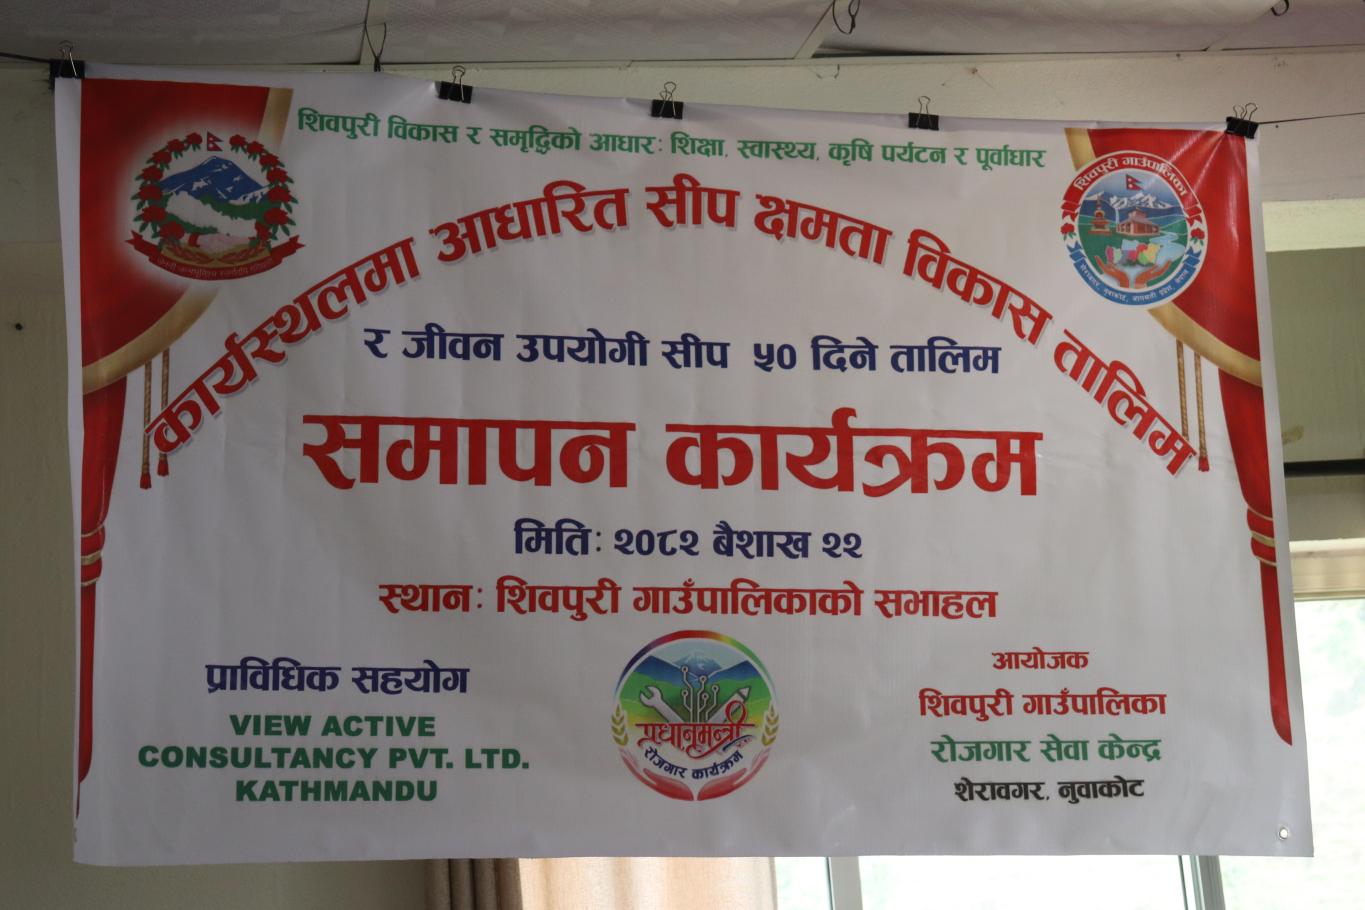 शिवपुरी विकास र समृद्धिको आधारः शिक्षा, स्वास्थ्य, कृषि पर्यटन र पूर्वाधार
कार्यस्थलमा आधारित सीप क्षमता विकास तालिम
र जीवन उपयोगी सीप ५० दिने तालिम
समापन कार्यक्रम
मितिः २०८२ बैशाख २२
स्थानः शिवपुरी गाउँपालिकाको सभाहल
प्राविधिक सहयोग
VIEW ACTIVE
CONSULTANCY PVT. LTD.
KATHMANDU
प्रधानमन्त्री
रोजगार कार्यक्रम
आयोजक
शिवपुरी गाउँपालिका
रोजगार सेवा केन्द्र
शेरावगर, नुवाकोट
शिवपुरी गाउँपालिका